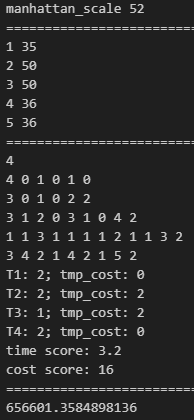 manhattan_scale 52
==========================
1 35
2 50
3 50
4 36
5 36
==========================
4
4 0 1 0 1 0
3 0 1 0 2 2
3 1 2 0 3 1 0 4 2
1 1 3 1 1 1 1 2 1 1 3 2
3 4 2 1 4 2 1 5 2
T1: 2; tmp_cost: 0
T2: 2; tmp_cost: 2
T3: 1; tmp_cost: 2
T4: 2; tmp_cost: 0
time score: 3.2
cost score: 16
==========================
656601.3584898136